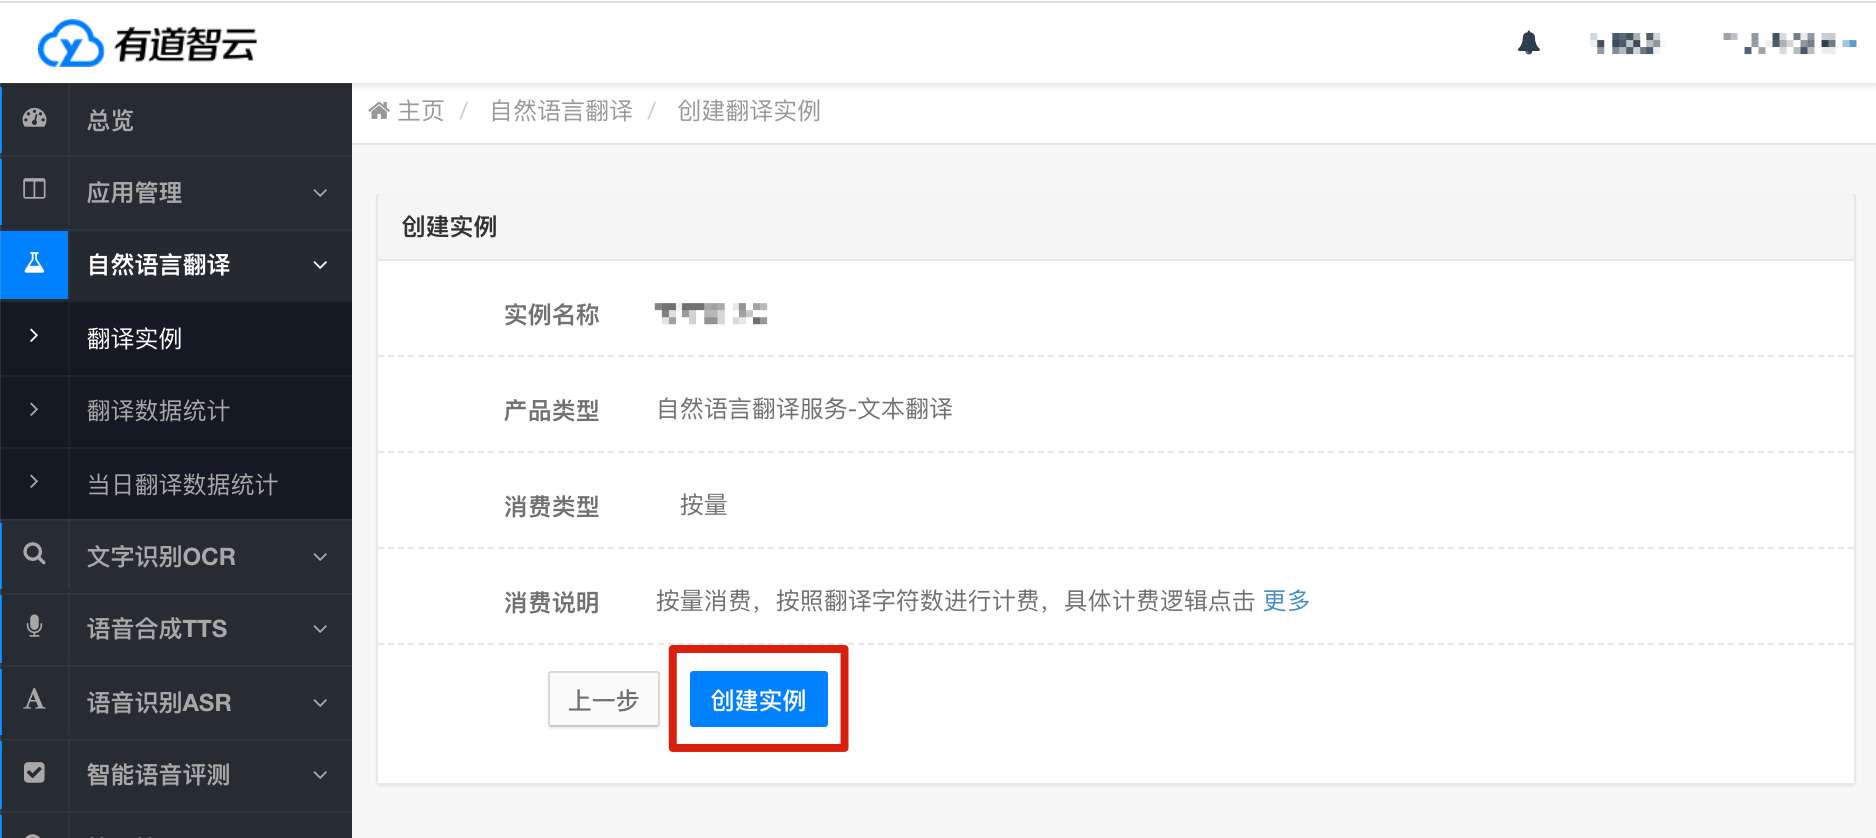 有道智云
主页 / 自然语言翻译 / 创建翻译实例
总览
应用管理
自然语言翻译
翻译实例
翻译数据统计
当日翻译数据统计
文字识别OCR
语音合成TTS
语音识别ASR
智能语音评测
创建实例
实例名称
产品类型 自然语言翻译服务-文本翻译
消费类型 按量
消费说明 按量消费，按照翻译字符数进行计费，具体计费逻辑点击 更多
上一步 创建实例